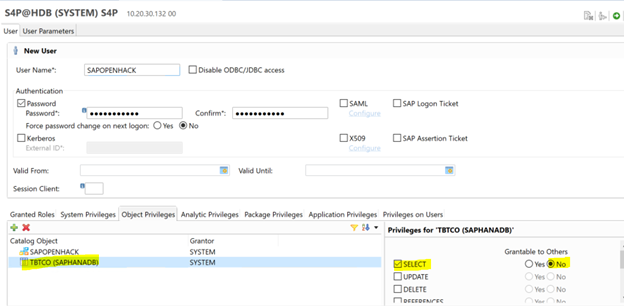 S4P@HDB (SYSTEM) S4P 10.20.30.132 00
User User Parameters
New User
User Name*: SAPOPENHACK Disable ODBC/JDBC access
Authentication
Password SAML SAP Logon Ticket
Password*: ●●●●●●●●●●● Confirm*: ●●●●●●●●●●● Configure
Force password change on next logon: Yes No
Kerberos X509 SAP Assertion Ticket
External ID*: Configure
Valid From: Valid Until:
Session Client:
Granted Roles System Privileges Object Privileges Analytic Privileges Package Privileges Application Privileges Privileges on Users
Privileges for 'TBTCO (SAPHANADB)'
Catalog Object Grantor
Grantable to Others
SAPOPENHACK SYSTEM
TBTCO (SAPHANADB) SYSTEM
SELECT Yes No
UPDATE Yes No
DELETE Yes No
REFERENCES Yes No